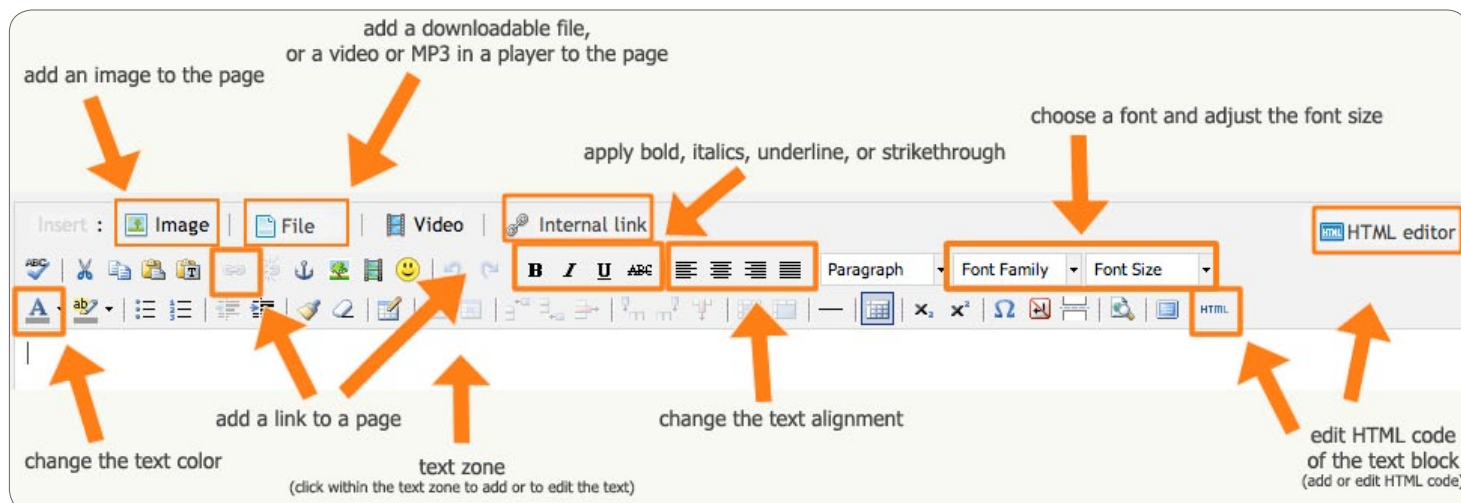 add a downloadable file,
or a video or MP3 in a player to the page
add an image to the page
choose a font and adjust the font size
apply bold, italics, underline, or strikethrough
Insert : Image File Video Internal link HTML editor
ABC B I U ABC Paragraph Font Family Font Size
A ab x₂ x² Ω HTML
add a link to a page
change the text alignment
change the text color
text zone
(click within the text zone to add or to edit the text)
edit HTML code
of the text block
(add or edit HTML code)